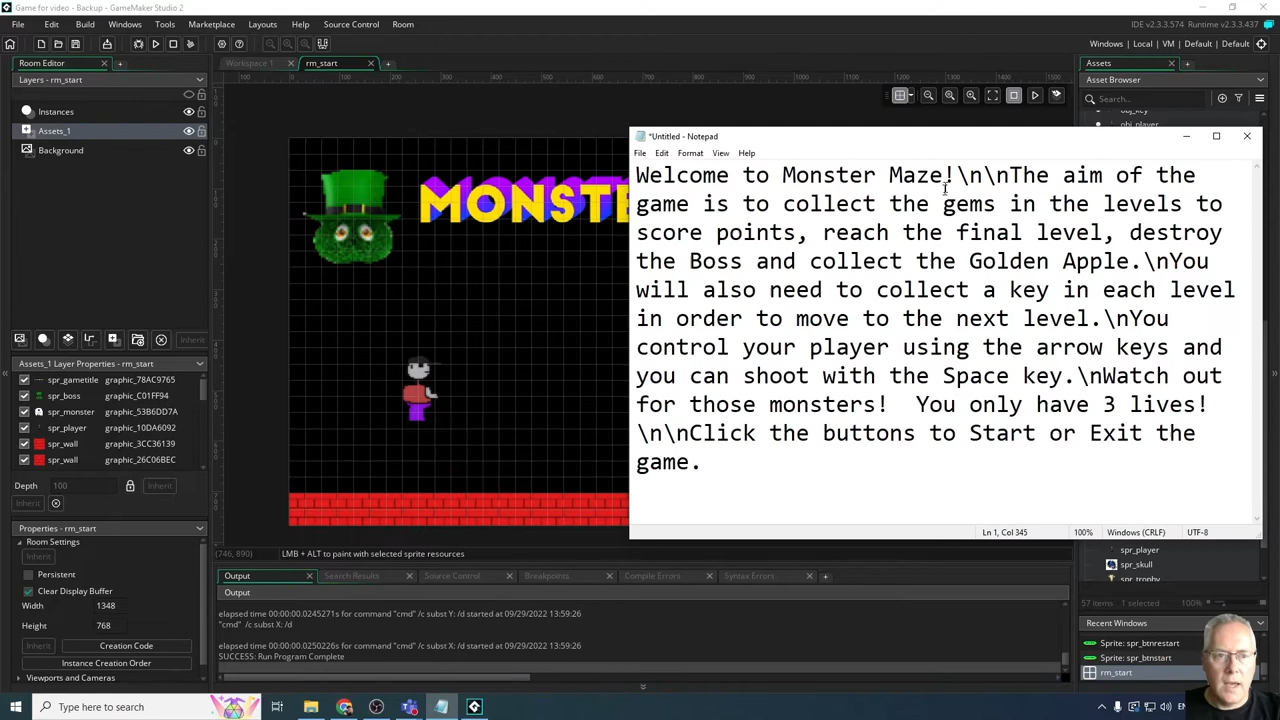 Game for video - Backup - GameMaker Studio 2
File Edit Build Windows Tools Marketplace Layouts Source Control Room
IDE v2.3.3.574 Runtime v2.3.3.437
Windows | Local | VM | Default | Default
Room Editor
Workspace 1
rm_start
Assets
Layers - rm_start
Asset Browser
Search...
Instances
Assets_1
Background
obj_player
MONSTE
*Untitled - Notepad
File Edit Format View Help
Welcome to Monster Maze!\n\nThe aim of the
game is to collect the gems in the levels to
score points, reach the final level, destroy
the Boss and collect the Golden Apple.\nYou
will also need to collect a key in each level
in order to move to the next level.\nYou
control your player using the arrow keys and
you can shoot with the Space key.\nWatch out
for those monsters!  You only have 3 lives!
\n\nClick the buttons to Start or Exit the
game.
Ln 1, Col 345
100%
Windows (CRLF)
UTF-8
Inherit
Assets_1 Layer Properties - rm_start
spr_gametitle graphic_78AC9765
spr_boss graphic_C01FF94
spr_monster graphic_53B6DD7A
spr_player graphic_10DA6092
spr_wall graphic_3CC36139
spr_wall graphic_26C06BEC
Depth 100 Inherit
Inherit
Properties - rm_start
Room Settings
Inherit
Persistent
Clear Display Buffer
Width 1348
Height 768
Inherit Creation Code
Instance Creation Order
Viewports and Cameras
(746, 890) LMB + ALT to paint with selected sprite resources
Output Search Results Source Control Breakpoints Compile Errors Syntax Errors
Output
elapsed time 00:00:00.0245271s for command "cmd" /c subst Y: /d started at 09/29/2022 13:59:26
"cmd" /c subst X: /d
elapsed time 00:00:00.0250226s for command "cmd" /c subst X: /d started at 09/29/2022 13:59:26
SUCCESS: Run Program Complete
spr_player
spr_skull
spr_trophy
57 items 1 selected 100%
Recent Windows
Sprite: spr_btnrestart
Sprite: spr_btnstart
rm_start
Type here to search